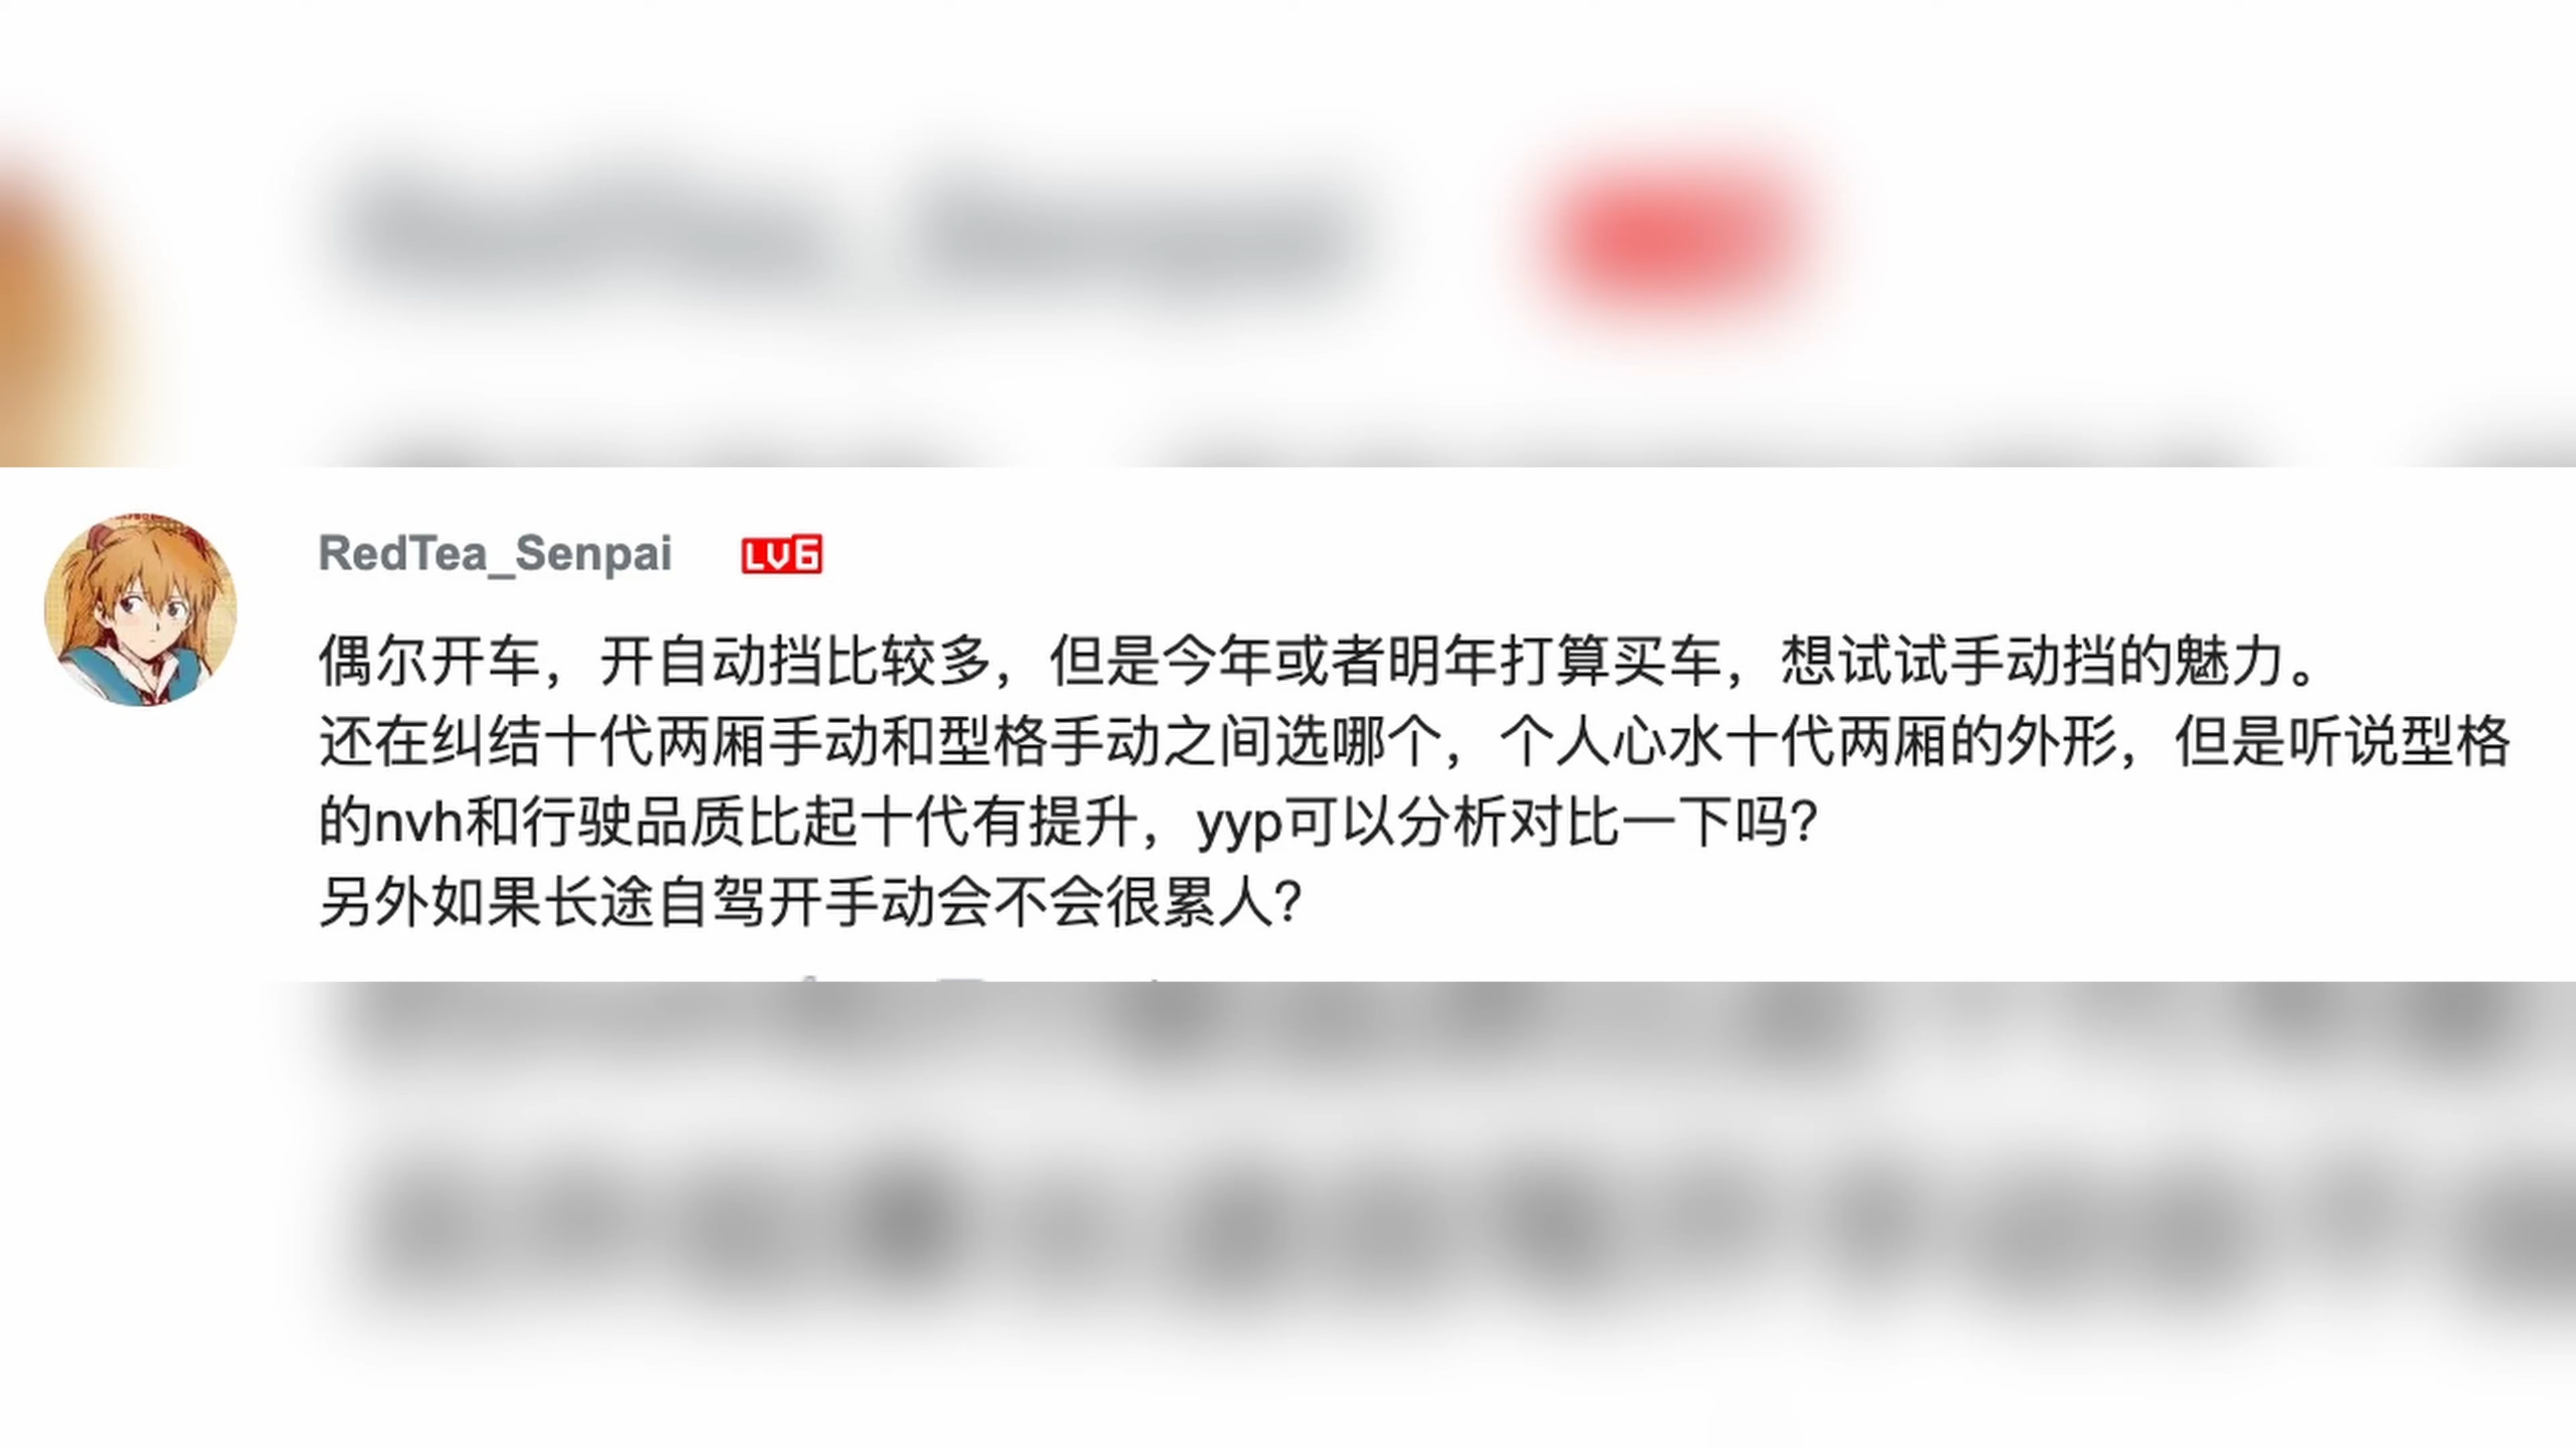 RedTea_Senpai LV6
偶尔开车，开自动挡比较多，但是今年或者明年打算买车，想试试手动挡的魅力。
还在纠结十代两厢手动和型格手动之间选哪个，个人心水十代两厢的外形，但是听说型格
的nvh和行驶品质比起十代有提升，yyp可以分析对比一下吗？
另外如果长途自驾开手动会不会很累人？